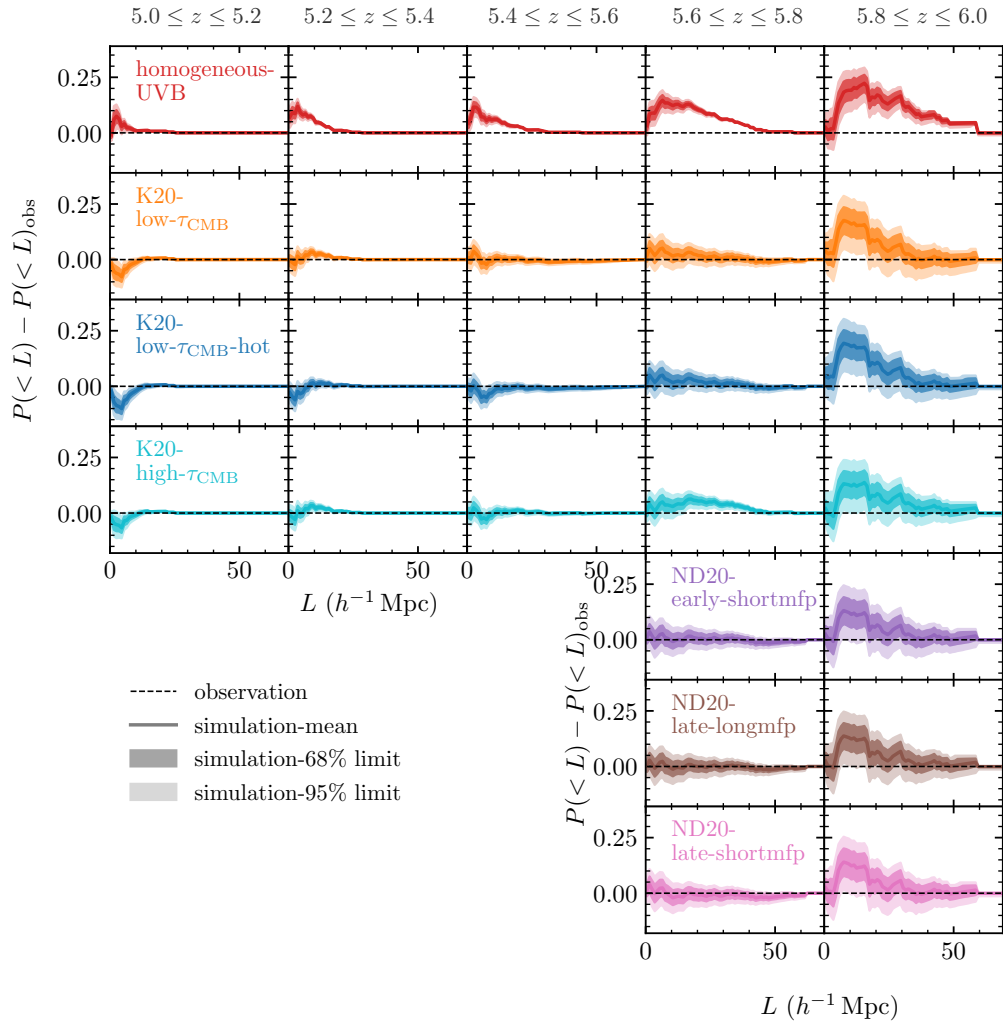 5.0 ≤ z ≤ 5.2
5.2 ≤ z ≤ 5.4
5.4 ≤ z ≤ 5.6
5.6 ≤ z ≤ 5.8
5.8 ≤ z ≤ 6.0
P(< L) − P(< L)obs
0.25
0.00
homogeneous-
UVB
0.25
0.00
K20-
low-τCMB
0.25
0.00
K20-
low-τCMB-hot
0.25
0.00
K20-
high-τCMB
0
50
0
50
0
50
L (h⁻¹ Mpc)
L (h⁻¹ Mpc)
P(< L) − P(< L)obs
0.25
0.00
ND20-
early-shortmfp
0.25
0.00
ND20-
late-longmfp
0.25
0.00
ND20-
late-shortmfp
0
50
0
50
L (h⁻¹ Mpc)
observation
simulation-mean
simulation-68% limit
simulation-95% limit